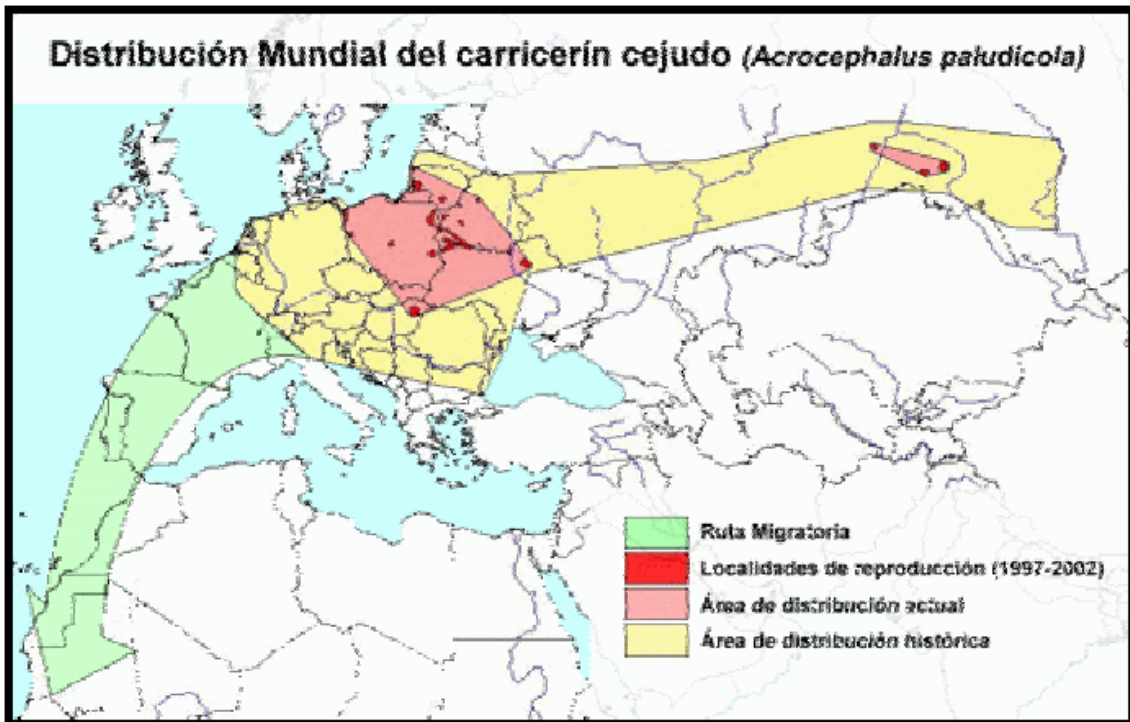 Distribución Mundial del carricerín cejudo (Acrocephalus paludicola)
Ruta Migratoria
Localidades de reproducción (1997-2002)
Área de distribución actual
Área de distribución histórica